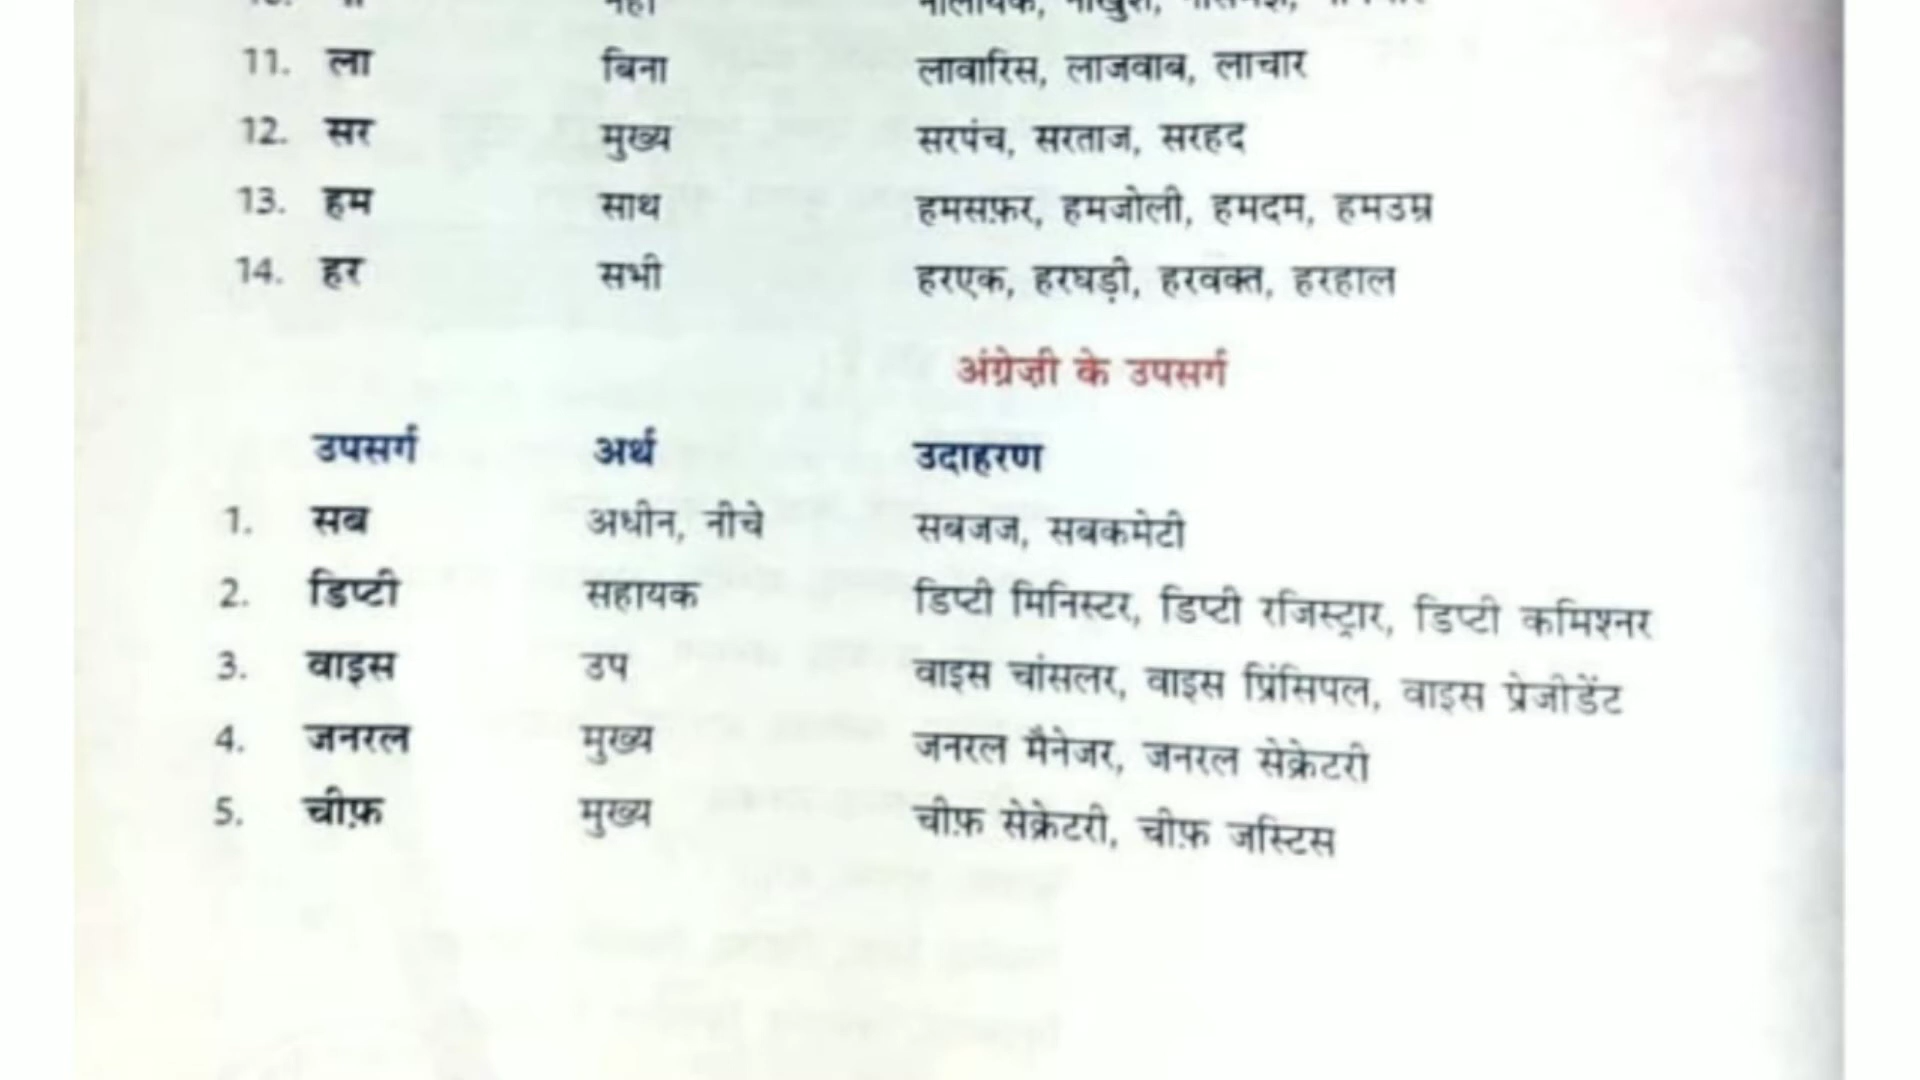 11. ला बिना लावारिस, लाजवाब, लाचार
12. सर मुख्य सरपंच, सरताज, सरहद
13. हम साथ हमसफ़र, हमजोली, हमदम, हमउम्र
14. हर सभी हरएक, हरघड़ी, हरवक्त, हरहाल
अंग्रेज़ी के उपसर्ग
उपसर्ग अर्थ उदाहरण
1. सब अधीन, नीचे सबजज, सबकमेटी
2. डिप्टी सहायक डिप्टी मिनिस्टर, डिप्टी रजिस्ट्रार, डिप्टी कमिश्नर
3. वाइस उप वाइस चांसलर, वाइस प्रिंसिपल, वाइस प्रेजीडेंट
4. जनरल मुख्य जनरल मैनेजर, जनरल सेक्रेटरी
5. चीफ़ मुख्य चीफ़ सेक्रेटरी, चीफ़ जस्टिस